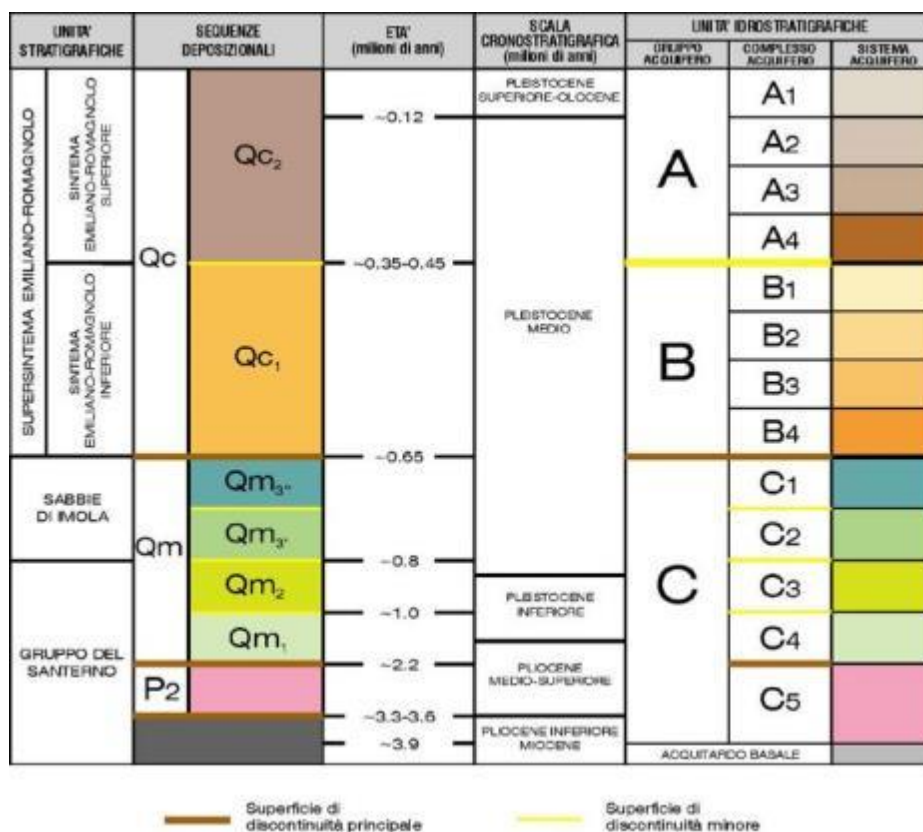 UNITA'
STRATIGRAFICHE
SEQUENZE
DEPOSIZIONALI
ETA'
(milioni di anni)
SCALA
CRONOSTRATIGRAFICA
(milioni di anni)
UNITA' IDROSTRATIGRAFICHE
GRUPPO
ACQUIFERO
COMPLESSO
ACQUIFERO
SISTEMA
ACQUIFERO
SUPERSINTEMA EMILIANO-ROMAGNOLO
SINTEMA
EMILIANO-ROMAGNOLO
SUPERIORE
SINTEMA
EMILIANO-ROMAGNOLO
INFERIORE
SABBIE
DI IMOLA
GRUPPO DEL
SANTERNO
Qc
Qm
P2
Qc2
Qc1
Qm3"
Qm3'
Qm2
Qm1
~0.12
~0.35-0.45
~0.65
~0.8
~1.0
~2.2
~3.3-3.6
~3.9
PLEISTOCENE
SUPERIORE-OLOCENE
PLEISTOCENE
MEDIO
PLEISTOCENE
INFERIORE
PLIOCENE
MEDIO-SUPERIORE
PLIOCENE INFERIORE
MIOCENE
A
B
C
A1
A2
A3
A4
B1
B2
B3
B4
C1
C2
C3
C4
C5
ACQUITARDO BASALE
Superficie di
discontinuità principale
Superficie di
discontinuità minore